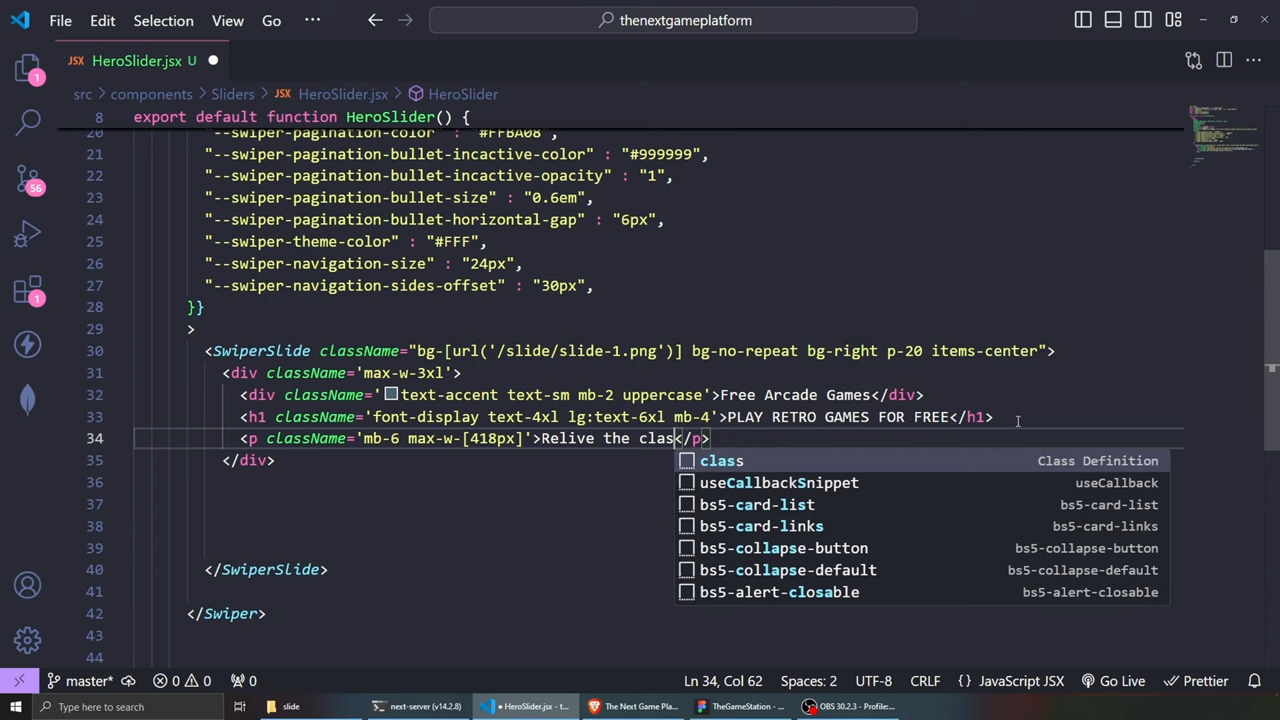 File Edit Selection View Go ··· thenextgameplatform
JSX HeroSlider.jsx U
src > components > Sliders > JSX HeroSlider.jsx > HeroSlider
8 export default function HeroSlider() {
20 "--swiper-pagination-color" : "#FFBA08",
21 "--swiper-pagination-bullet-incactive-color" : "#999999",
22 "--swiper-pagination-bullet-incactive-opacity" : "1",
23 "--swiper-pagination-bullet-size" : "0.6em",
24 "--swiper-pagination-bullet-horizontal-gap" : "6px",
25 "--swiper-theme-color" : "#FFF",
26 "--swiper-navigation-size" : "24px",
27 "--swiper-navigation-sides-offset" : "30px",
28 }}
29 >
30 <SwiperSlide className="bg-[url('/slide/slide-1.png')] bg-no-repeat bg-right p-20 items-center">
31 <div className='max-w-3xl'>
32 <div className='text-accent text-sm mb-2 uppercase'>Free Arcade Games</div>
33 <h1 className='font-display text-4xl lg:text-6xl mb-4'>PLAY RETRO GAMES FOR FREE</h1>
34 <p className='mb-6 max-w-[418px]'>Relive the clas</p>
35 </div>
class Class Definition
36
useCallbackSnippet useCallback
37
bs5-card-list bs5-card-list
38
bs5-card-links bs5-card-links
39
bs5-collapse-button bs5-collapse-button
40 </SwiperSlide>
bs5-collapse-default bs5-collapse-default
41
bs5-alert-closable bs5-alert-closable
42 </Swiper>
43
44
1
56
1
master* 0 0 0 Ln 34, Col 62 Spaces: 2 UTF-8 CRLF {} JavaScript JSX Go Live Prettier
Type here to search slide next-server (v14.2.8) ● HeroSlider.jsx - t... The Next Game Pla... TheGameStation - ... OBS 30.2.3 - Profile:...